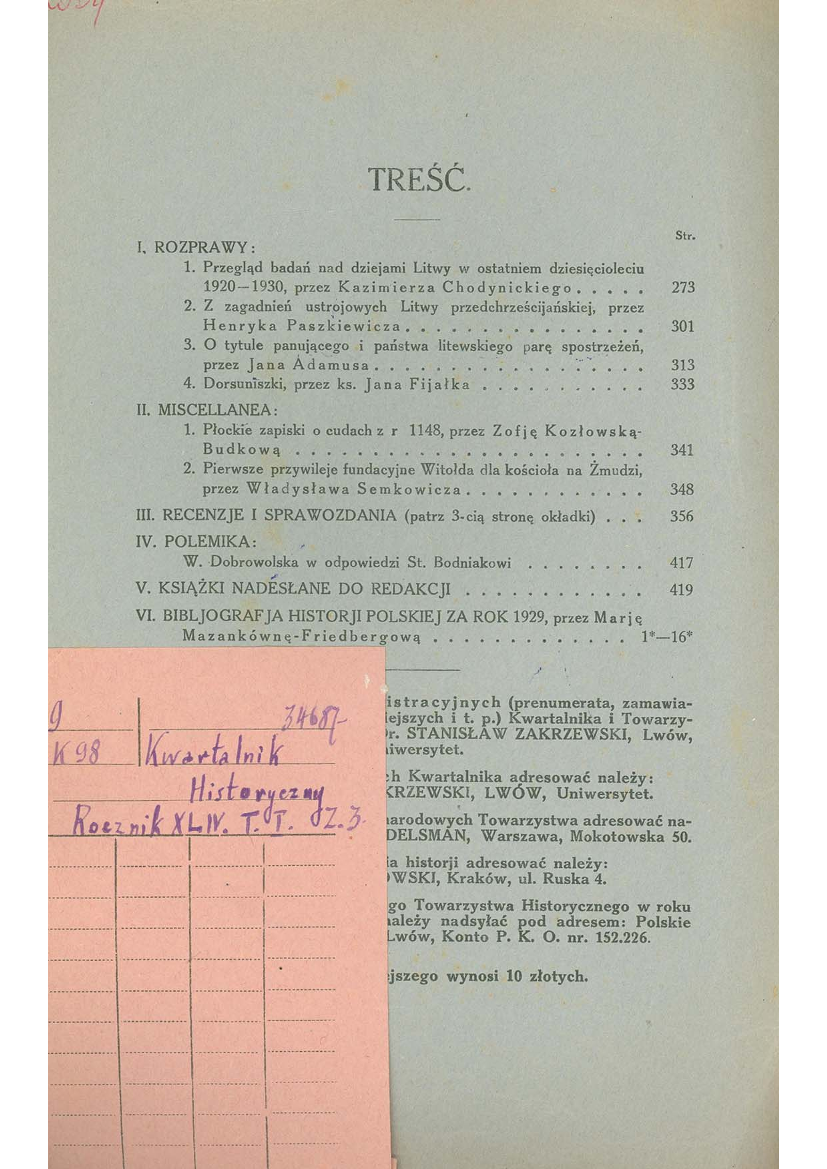 TREŚĆ.
Str.
I. ROZPRAWY:
1. Przegląd badań nad dziejami Litwy w ostatniem dziesięcioleciu
1920—1930, przez Kazimierza Chodynickiego . . . . . 273
2. Z zagadnień ustrojowych Litwy przedchrześcijańskiej, przez
Henryka Paszkiewicza . . . . . . . . . . . . . . . . 301
3. O tytule panującego i państwa litewskiego parę spostrzeżeń,
przez Jana Adamusa . . . . . . . . . . . . . . . . . 313
4. Dorsuniszki, przez ks. Jana Fijałka . . . . . . . . . . . 333
II. MISCELLANEA:
1. Płockie zapiski o cudach z r 1148, przez Zofję Kozłowską-
Budkową . . . . . . . . . . . . . . . . . . . . . . 341
2. Pierwsze przywileje fundacyjne Witołda dla kościoła na Żmudzi,
przez Władysława Semkowicza . . . . . . . . . . . . 348
III. RECENZJE I SPRAWOZDANIA (patrz 3-cią stronę okładki) . . . 356
IV. POLEMIKA:
W. Dobrowolska w odpowiedzi St. Bodniakowi . . . . . . . . 417
V. KSIĄŻKI NADESŁANE DO REDAKCJI . . . . . . . . . . . . 419
VI. BIBLJOGRAFJA HISTORJI POLSKIEJ ZA ROK 1929, przez Marję
Mazankównę-Friedbergową . . . . . . . . . . . . . 1*—16*
istracyjnych (prenumerata, zamawia-
iejszych i t. p.) Kwartalnika i Towarzy-
r. STANISŁAW ZAKRZEWSKI, Lwów,
iwersytet.
ch Kwartalnika adresować należy:
KRZEWSKI, LWÓW, Uniwersytet.
narodowych Towarzystwa adresować na-
DELSMAN, Warszawa, Mokotowska 50.
ia historji adresować należy:
OWSKI, Kraków, ul. Ruska 4.
go Towarzystwa Historycznego w roku
należy nadsyłać pod adresem: Polskie
Lwów, Konto P. K. O. nr. 152.226.
jszego wynosi 10 złotych.
9 34687
K 98 Kwartalnik
Historyczny
Rocznik XLIV. T. I. Z. 3.